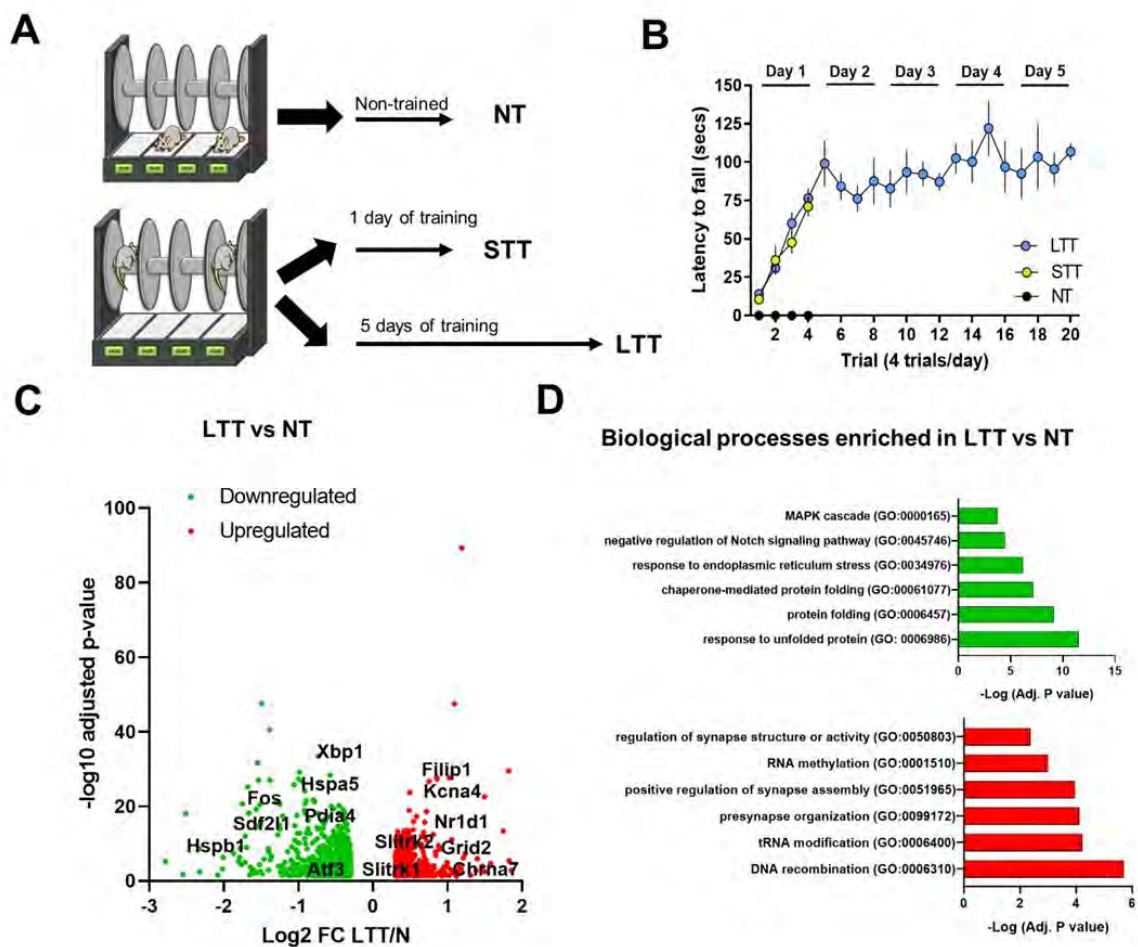 A
Non-trained
NT
1 day of training
STT
5 days of training
LTT
B
Day 1 Day 2 Day 3 Day 4 Day 5
150
125
100
75
50
25
0
Latency to fall (secs)
LTT
STT
NT
2 4 6 8 10 12 14 16 18 20
Trial (4 trials/day)
C
LTT vs NT
Downregulated
Upregulated
100
80
60
40
20
0
-log10 adjusted p-value
Xbp1
Filip1
Hspa5
Kcna4
Fos
Pdia4
Nr1d1
Sdf2l1
Slitrk2
Hspb1
Grid2
Atf3
Slitrk1
Chrna7
-3 -2 -1 0 1 2
Log2 FC LTT/N
D
Biological processes enriched in LTT vs NT
MAPK cascade (GO:0000165)
negative regulation of Notch signaling pathway (GO:0045746)
response to endoplasmic reticulum stress (GO:0034976)
chaperone-mediated protein folding (GO:00061077)
protein folding (GO:0006457)
response to unfolded protein (GO: 0006986)
0 5 10 15
-Log (Adj. P value)
regulation of synapse structure or activity (GO:0050803)
RNA methylation (GO:0001510)
positive regulation of synapse assembly (GO:0051965)
presynapse organization (GO:0099172)
tRNA modification (GO:0006400)
DNA recombination (GO:0006310)
0 2 4 6
-Log (Adj. P value)